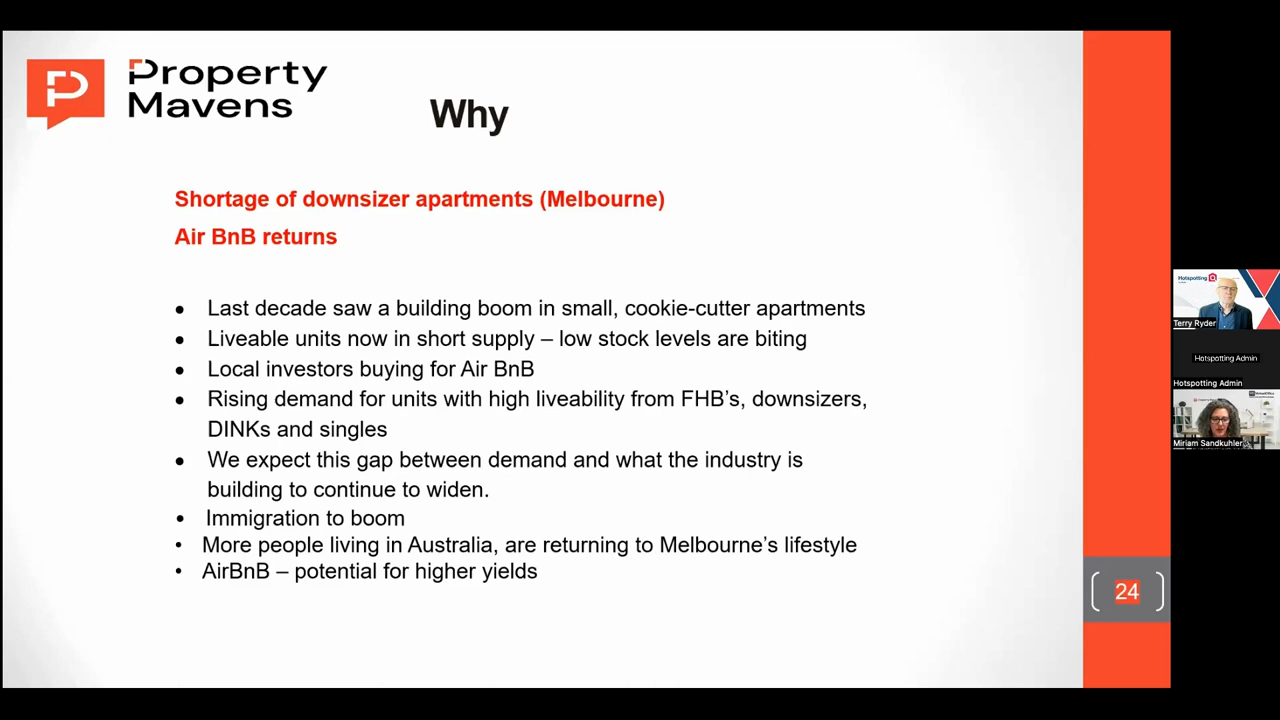 Property
Mavens
Why
Shortage of downsizer apartments (Melbourne)
Air BnB returns
• Last decade saw a building boom in small, cookie-cutter apartments
• Liveable units now in short supply – low stock levels are biting
• Local investors buying for Air BnB
• Rising demand for units with high liveability from FHB's, downsizers,
DINKs and singles
• We expect this gap between demand and what the industry is
building to continue to widen.
• Immigration to boom
• More people living in Australia, are returning to Melbourne's lifestyle
• AirBnB – potential for higher yields
24
Hotspotting
Terry Ryder
Hotspotting Admin
Hotspotting Admin
Miriam Sandkuhler